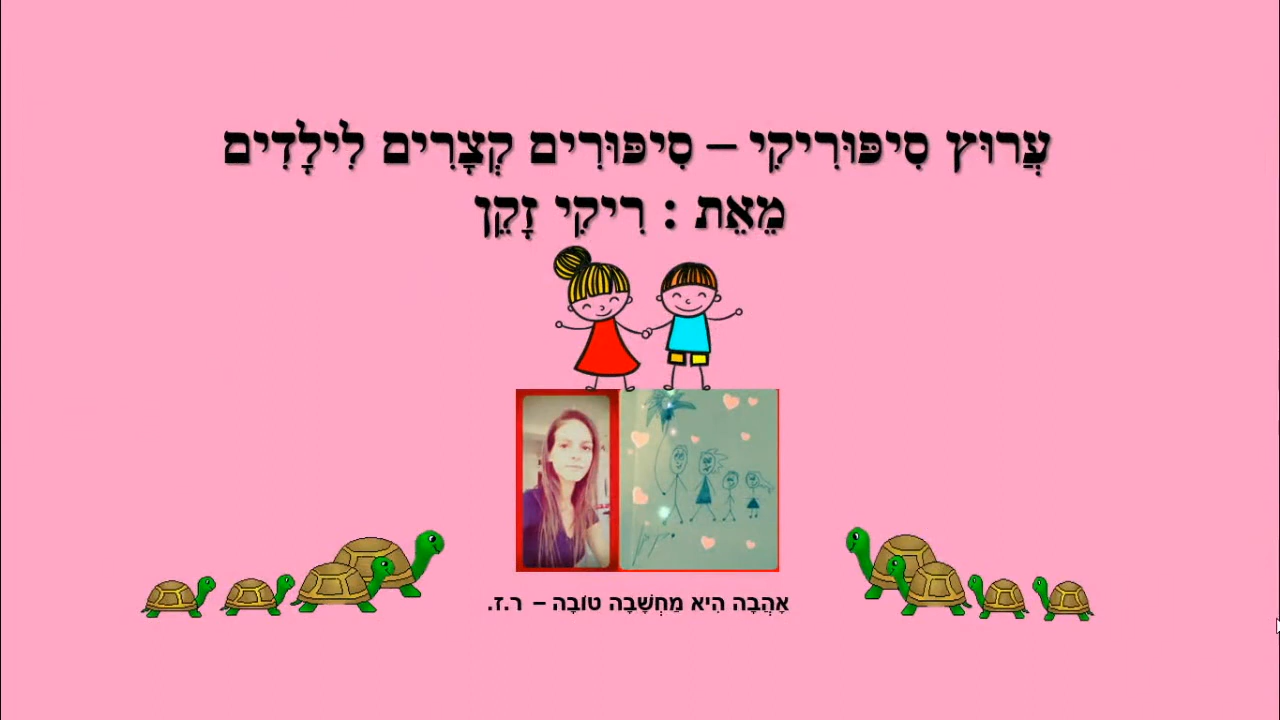 עֲרוּץ סִיפּוּרִיקִי – סִיפּוּרִים קְצָרִים לִילָדִים
מֵאֵת : רִיקִי זָקֵן
אַהֲבָה הִיא מַחְשָׁבָה טוֹבָה – ר.ז.